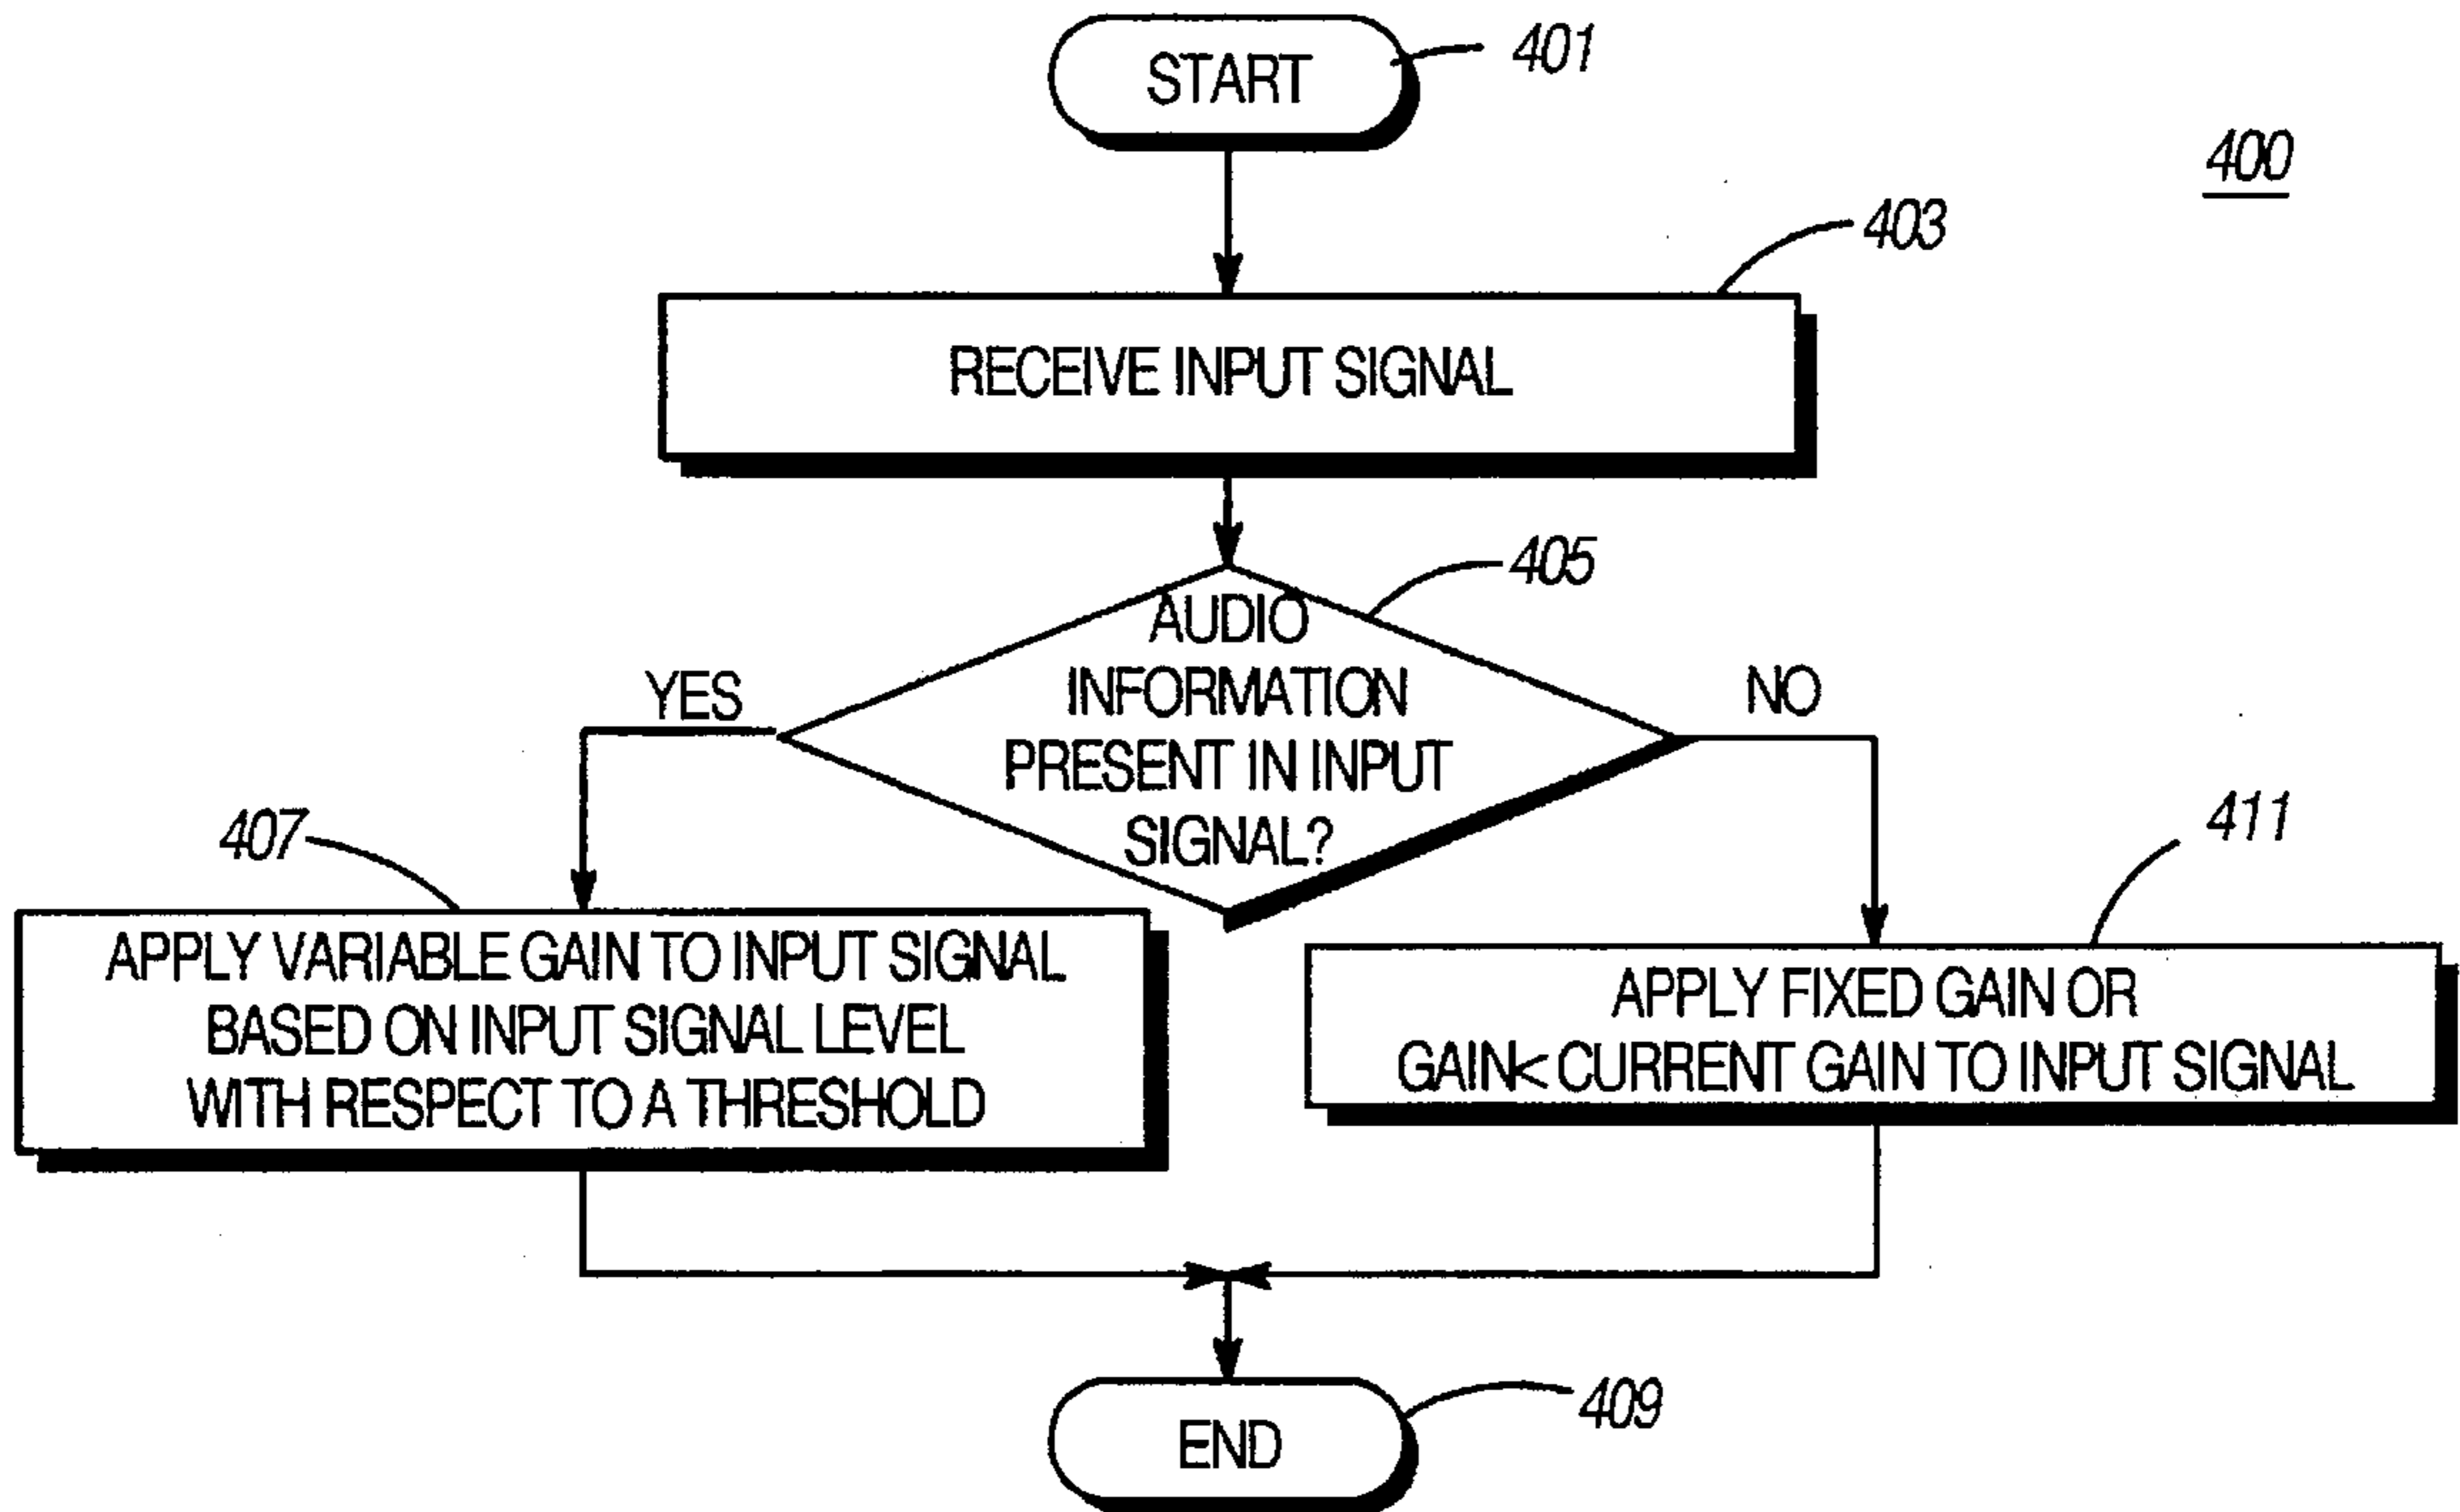 START
401
400
403
RECEIVE INPUT SIGNAL
405
AUDIO
INFORMATION
PRESENT IN INPUT
SIGNAL?
YES
NO
407
411
APPLY VARIABLE GAIN TO INPUT SIGNAL
BASED ON INPUT SIGNAL LEVEL
WITH RESPECT TO A THRESHOLD
APPLY FIXED GAIN OR
GAIN< CURRENT GAIN TO INPUT SIGNAL
END
409